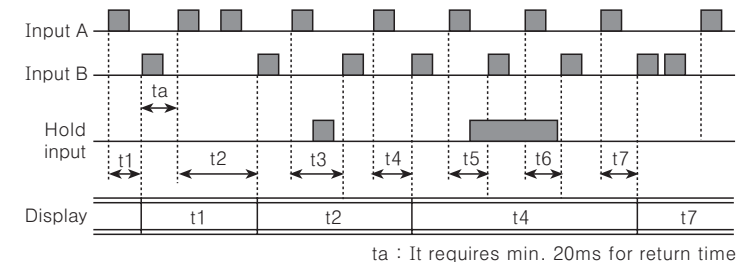 Input A
Input B
ta
Hold input
t1 t2 t3 t4 t5 t6 t7
Display t1 t2 t4 t7
ta : It requires min. 20ms for return time